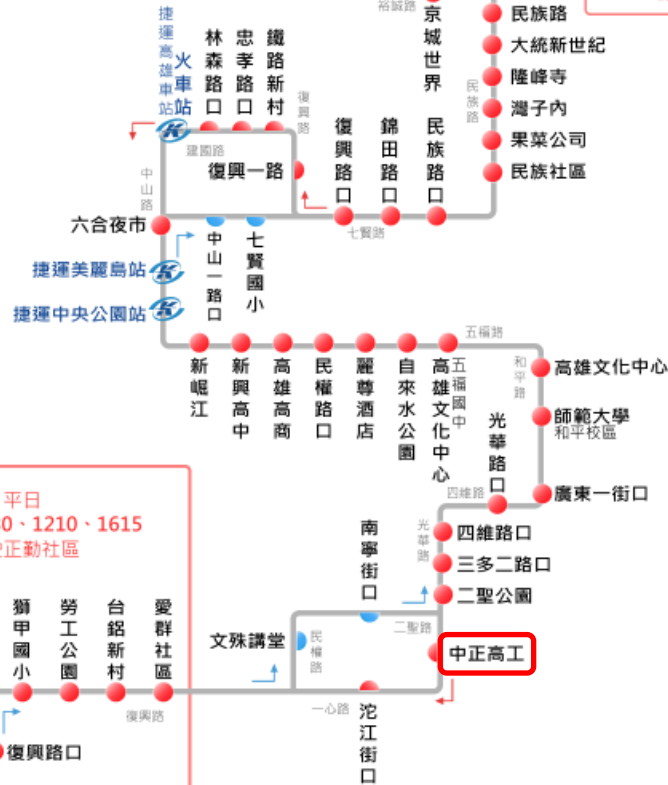 裕誠路
京城世界
民族路
大統新世紀
隆峰寺
灣子內
果菜公司
民族社區
民族路
捷運高雄車站
火車站
林森路口
忠孝路口
鐵路新村
復興路
建國路
復興一路
復興路口
錦田路口
民族路口
七賢路
中山路
六合夜市
中山一路口
七賢國小
捷運美麗島站
捷運中央公園站
五福路
新崛江
新興高中
高雄高商
民權路口
麗尊酒店
自來水公園
高雄文化中心
五福國中
和平路
高雄文化中心
師範大學
和平校區
廣東一街口
光華路口
四維路
光華路
四維路口
三多二路口
二聖公園
南寧街口
二聖路
文殊講堂
民權路
中正高工
一心路
沱江街口
平日
0、1210、1615
正勤社區
獅甲國小
勞工公園
台鋁新村
愛群社區
復興路
復興路口